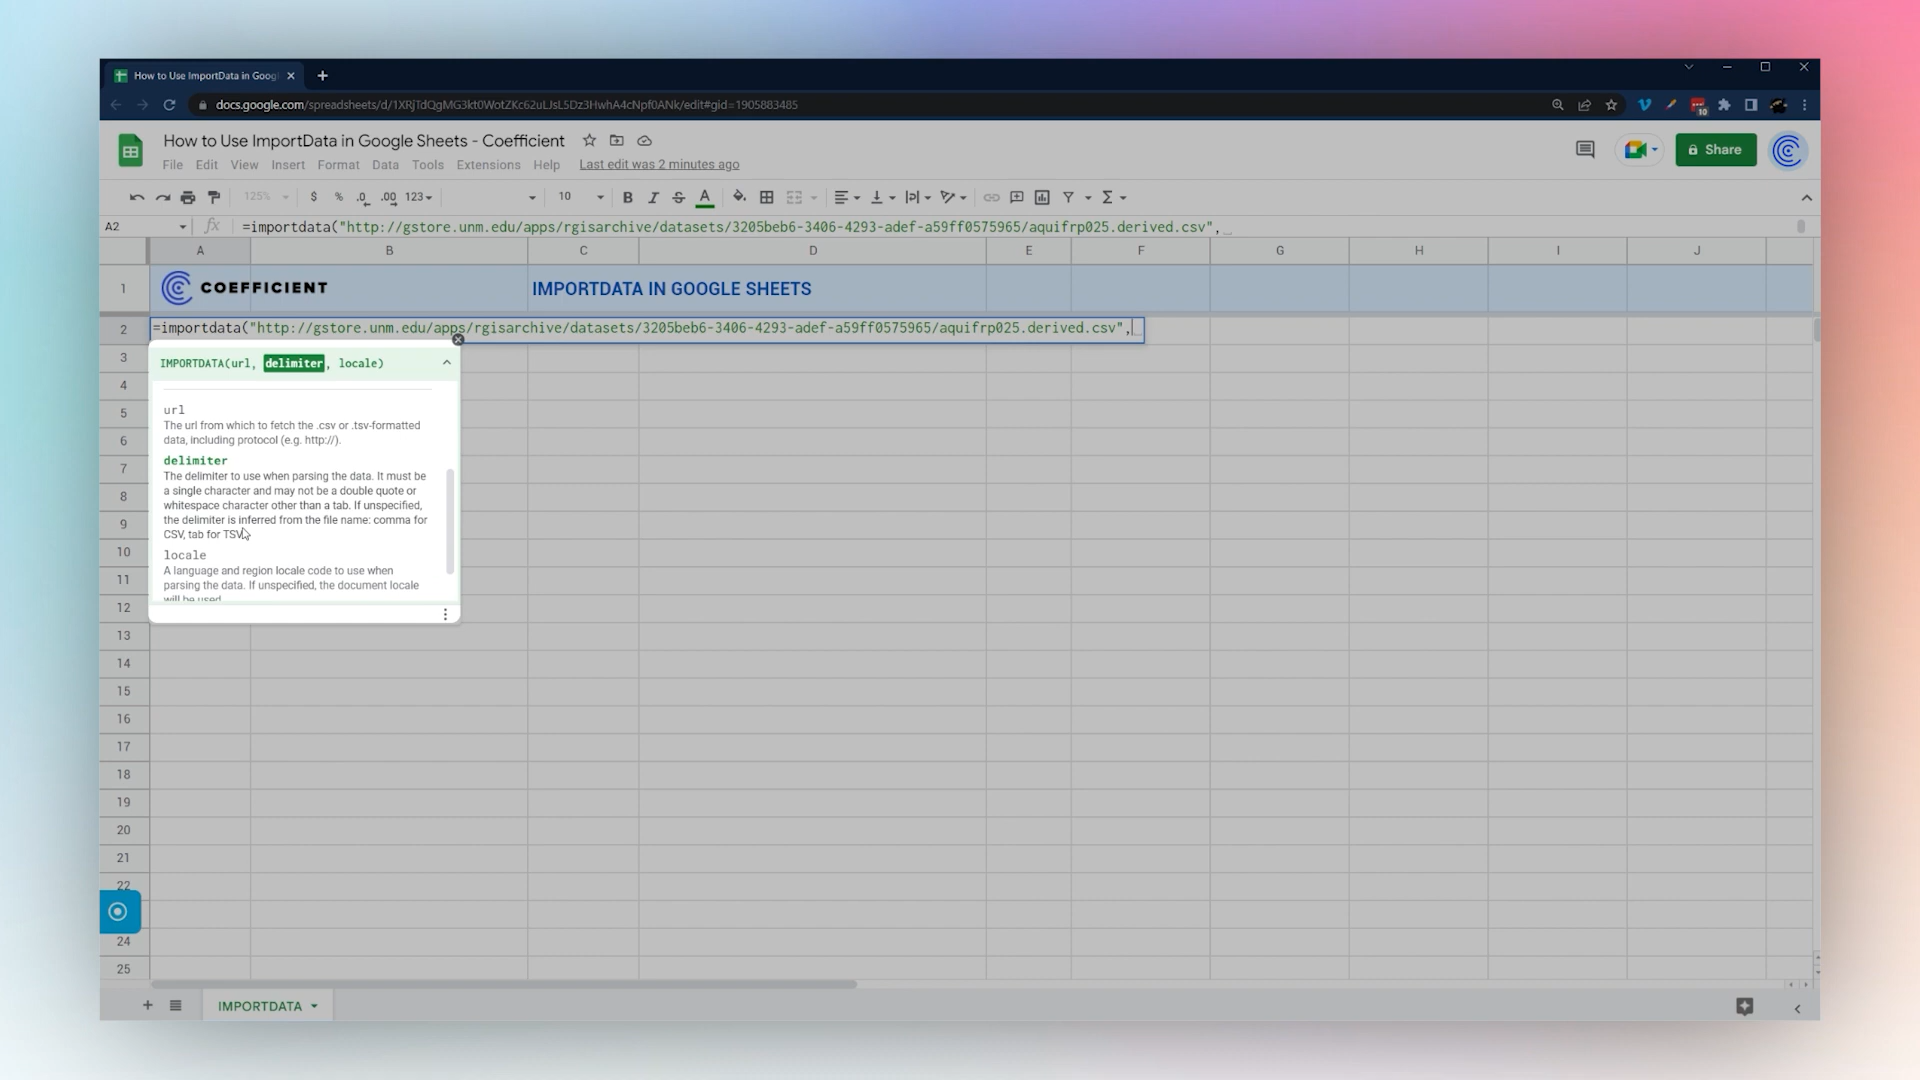 How to Use ImportData in Goog
docs.google.com/spreadsheets/d/1XRjTdQgMG3kt0WotZKc62uLJsL5Dz3HwhA4cNpf0ANk/edit#gid=1905883485
10
How to Use ImportData in Google Sheets - Coefficient
Share
File Edit View Insert Format Data Tools Extensions Help Last edit was 2 minutes ago
125% $ % .0 .00 123 10 B I S A
A2 fx =importdata("http://gstore.unm.edu/apps/rgisarchive/datasets/3205beb6-3406-4293-adef-a59ff0575965/aquifrp025.derived.csv",
A B C D E F G H I J
1 COEFFICIENT IMPORTDATA IN GOOGLE SHEETS
2 =importdata("http://gstore.unm.edu/apps/rgisarchive/datasets/3205beb6-3406-4293-adef-a59ff0575965/aquifrp025.derived.csv",
IMPORTDATA(url, delimiter, locale)
url
The url from which to fetch the .csv or .tsv-formatted
data, including protocol (e.g. http://).
delimiter
The delimiter to use when parsing the data. It must be
a single character and may not be a double quote or
whitespace character other than a tab. If unspecified,
the delimiter is inferred from the file name: comma for
CSV, tab for TSV.
locale
A language and region locale code to use when
parsing the data. If unspecified, the document locale
will be used
3
4
5
6
7
8
9
10
11
12
13
14
15
16
17
18
19
20
21
22
24
25
IMPORTDATA